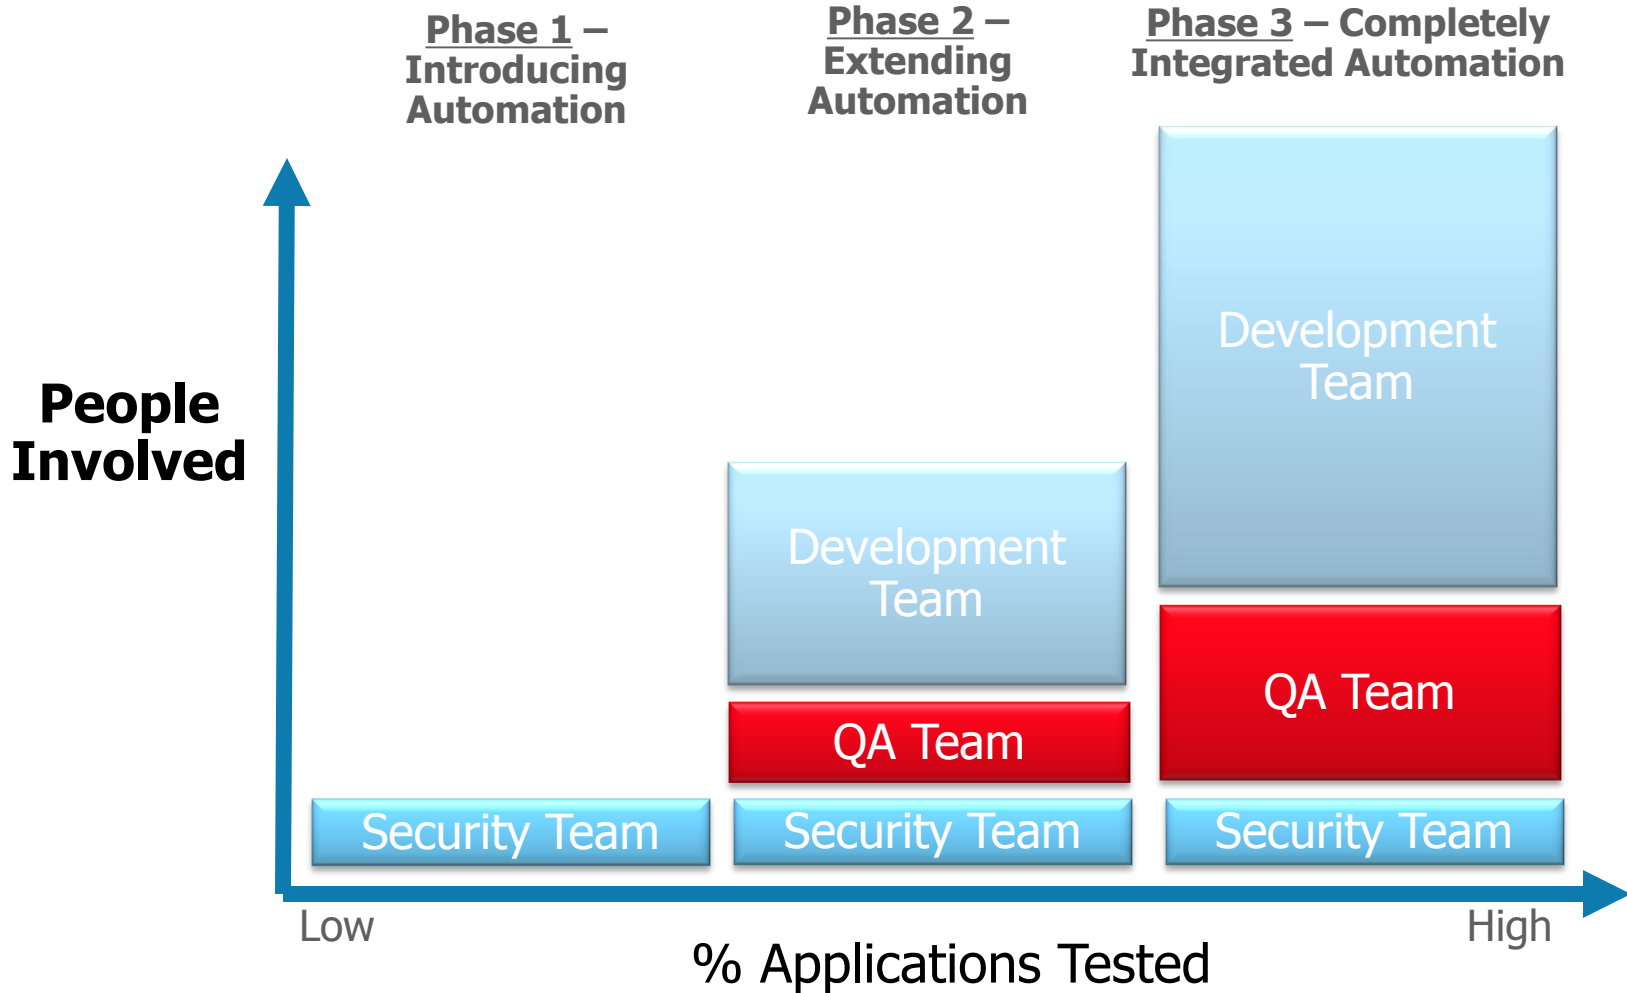 Phase 1 –
Introducing
Automation
Phase 2 –
Extending
Automation
Phase 3 – Completely
Integrated Automation
People
Involved
Development
Team
Development
Team
QA Team
QA Team
Security Team
Security Team
Security Team
Low
High
% Applications Tested